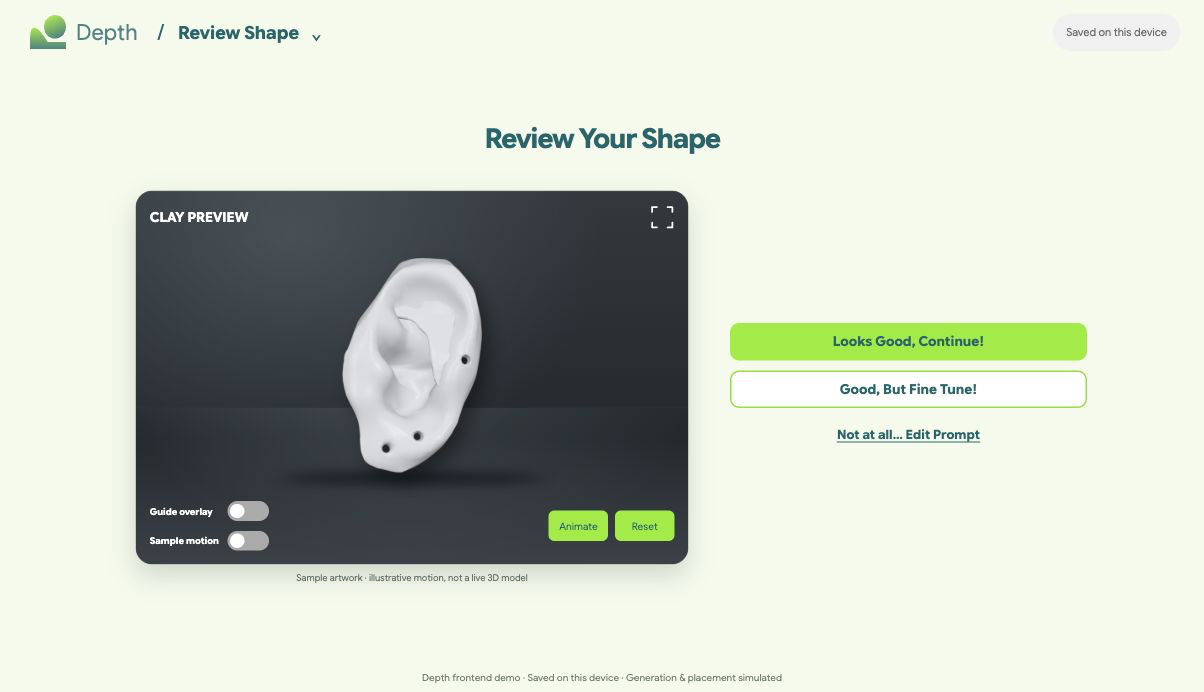 Depth / Review Shape
Saved on this device
Review Your Shape
CLAY PREVIEW
Looks Good, Continue!
Good, But Fine Tune!
Not at all... Edit Prompt
Guide overlay
Sample motion
Animate
Reset
Sample artwork · illustrative motion, not a live 3D model
Depth frontend demo · Saved on this device · Generation & placement simulated